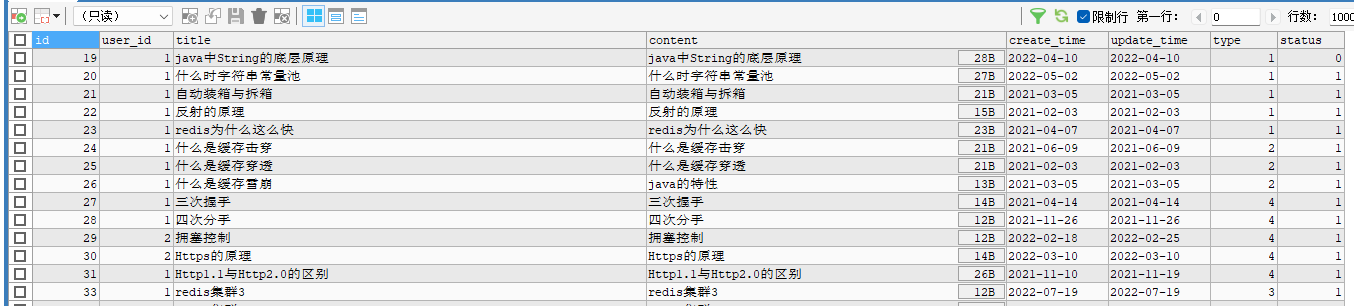 （只读） 限制行 第一行： 0 行数： 1000
id user_id title content create_time update_time type status
19 1 java中String的底层原理 java中String的底层原理 28B 2022-04-10 2022-04-10 1 0
20 1 什么时字符串常量池 什么时字符串常量池 27B 2022-05-02 2022-05-02 1 1
21 1 自动装箱与拆箱 自动装箱与拆箱 21B 2021-03-05 2021-03-05 1 1
22 1 反射的原理 反射的原理 15B 2021-02-03 2021-02-03 1 1
23 1 redis为什么这么快 redis为什么这么快 23B 2021-04-07 2021-04-07 1 1
24 1 什么是缓存击穿 什么是缓存击穿 21B 2021-06-09 2021-06-09 2 1
25 1 什么是缓存穿透 什么是缓存穿透 21B 2021-02-03 2021-02-03 2 1
26 1 什么是缓存雪崩 java的特性 13B 2021-03-05 2021-03-05 2 1
27 1 三次握手 三次握手 14B 2021-04-14 2021-04-14 4 1
28 1 四次分手 四次分手 12B 2021-11-26 2021-11-26 4 1
29 2 拥塞控制 拥塞控制 12B 2022-02-18 2022-02-25 4 1
30 2 Https的原理 Https的原理 14B 2022-03-10 2022-03-10 4 1
31 1 Http1.1与Http2.0的区别 Http1.1与Http2.0的区别 26B 2021-11-10 2021-11-19 4 1
33 1 redis集群3 redis集群3 12B 2022-07-19 2022-07-19 3 1